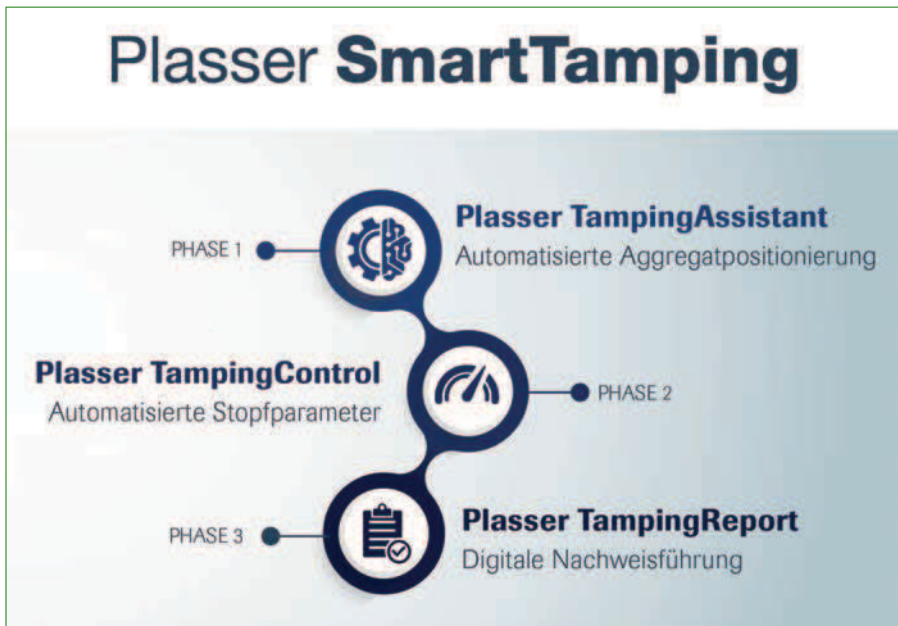 Plasser SmartTamping
PHASE 1
Plasser TampingAssistant
Automatisierte Aggregatpositionierung
Plasser TampingControl
Automatisierte Stopfparameter
PHASE 2
PHASE 3
Plasser TampingReport
Digitale Nachweisführung